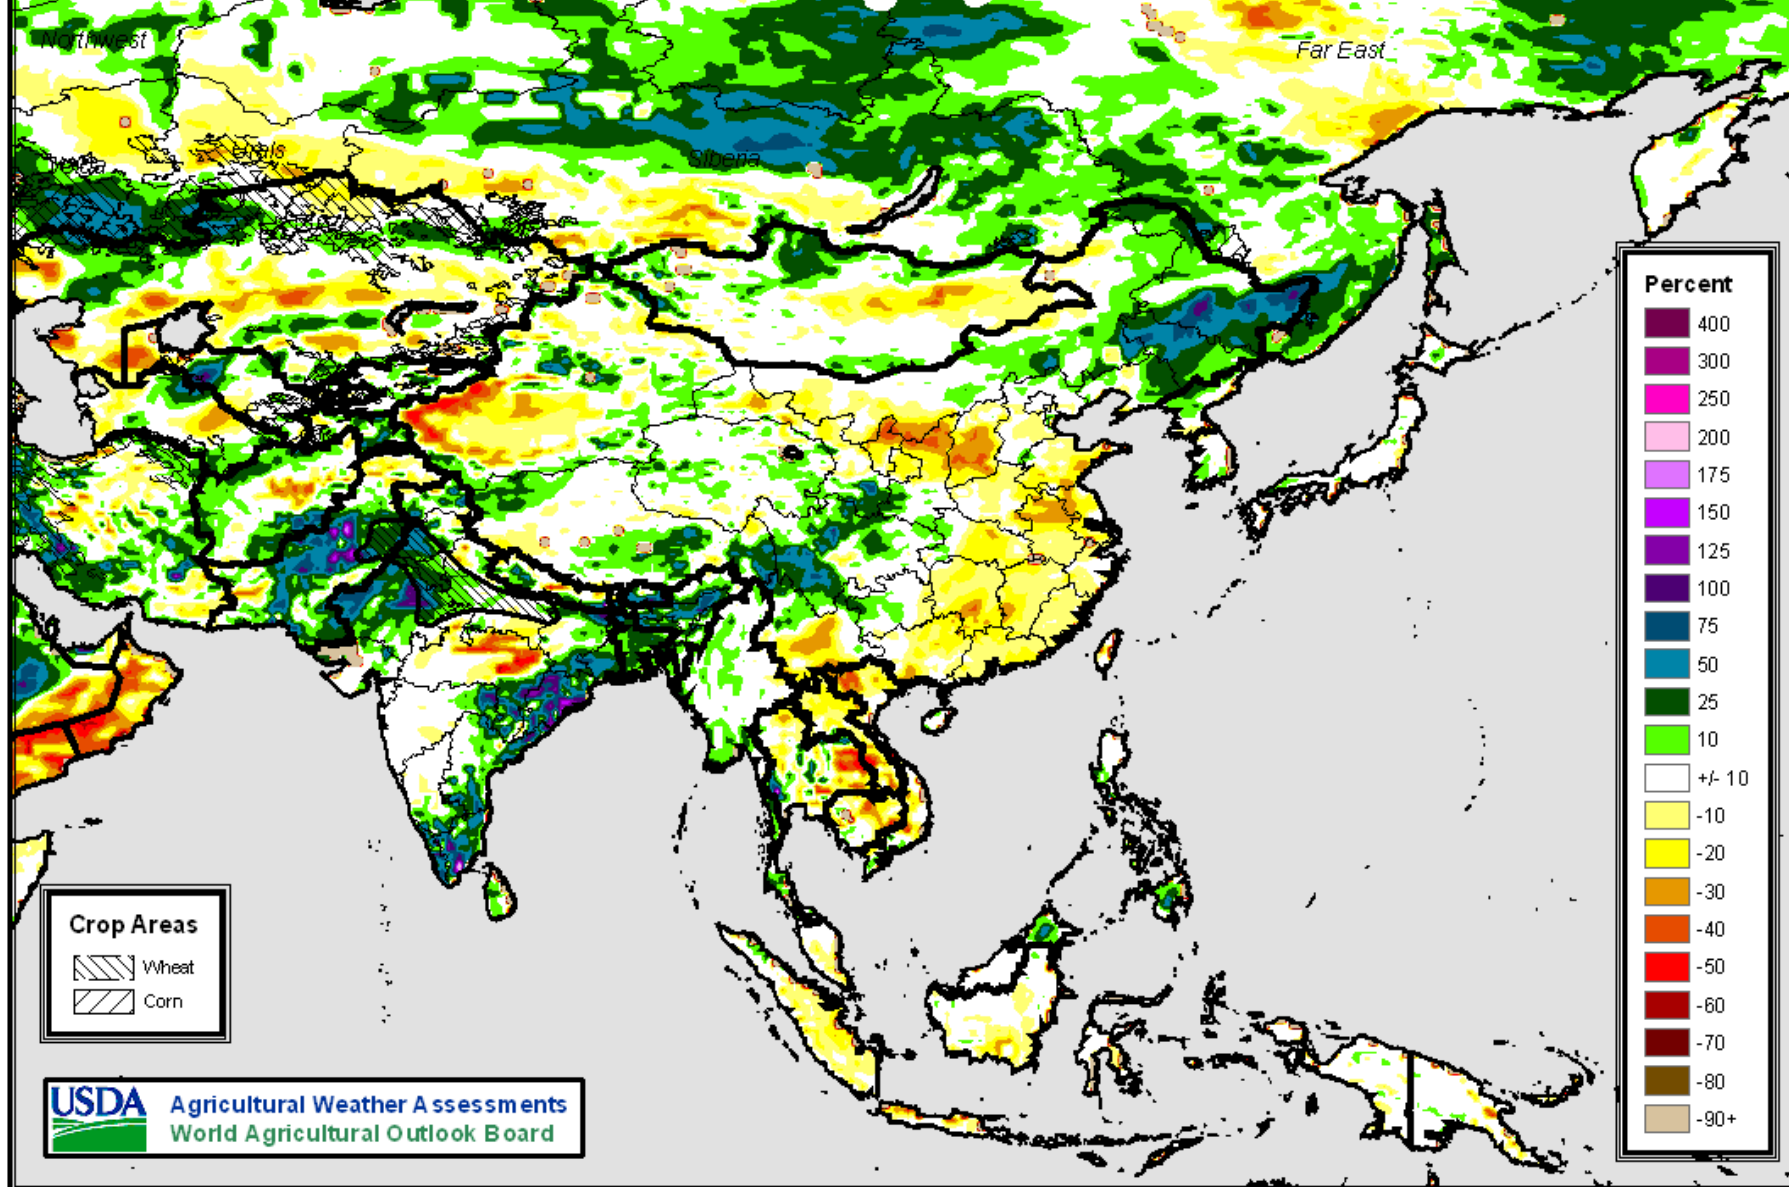 Northwest
Far East
Urals
Volga
Siberia
Percent
400
300
250
200
175
150
125
100
75
50
25
10
+/- 10
-10
-20
-30
-40
-50
-60
-70
-80
-90+
Crop Areas
Wheat
Corn
USDA
Agricultural Weather Assessments
World Agricultural Outlook Board